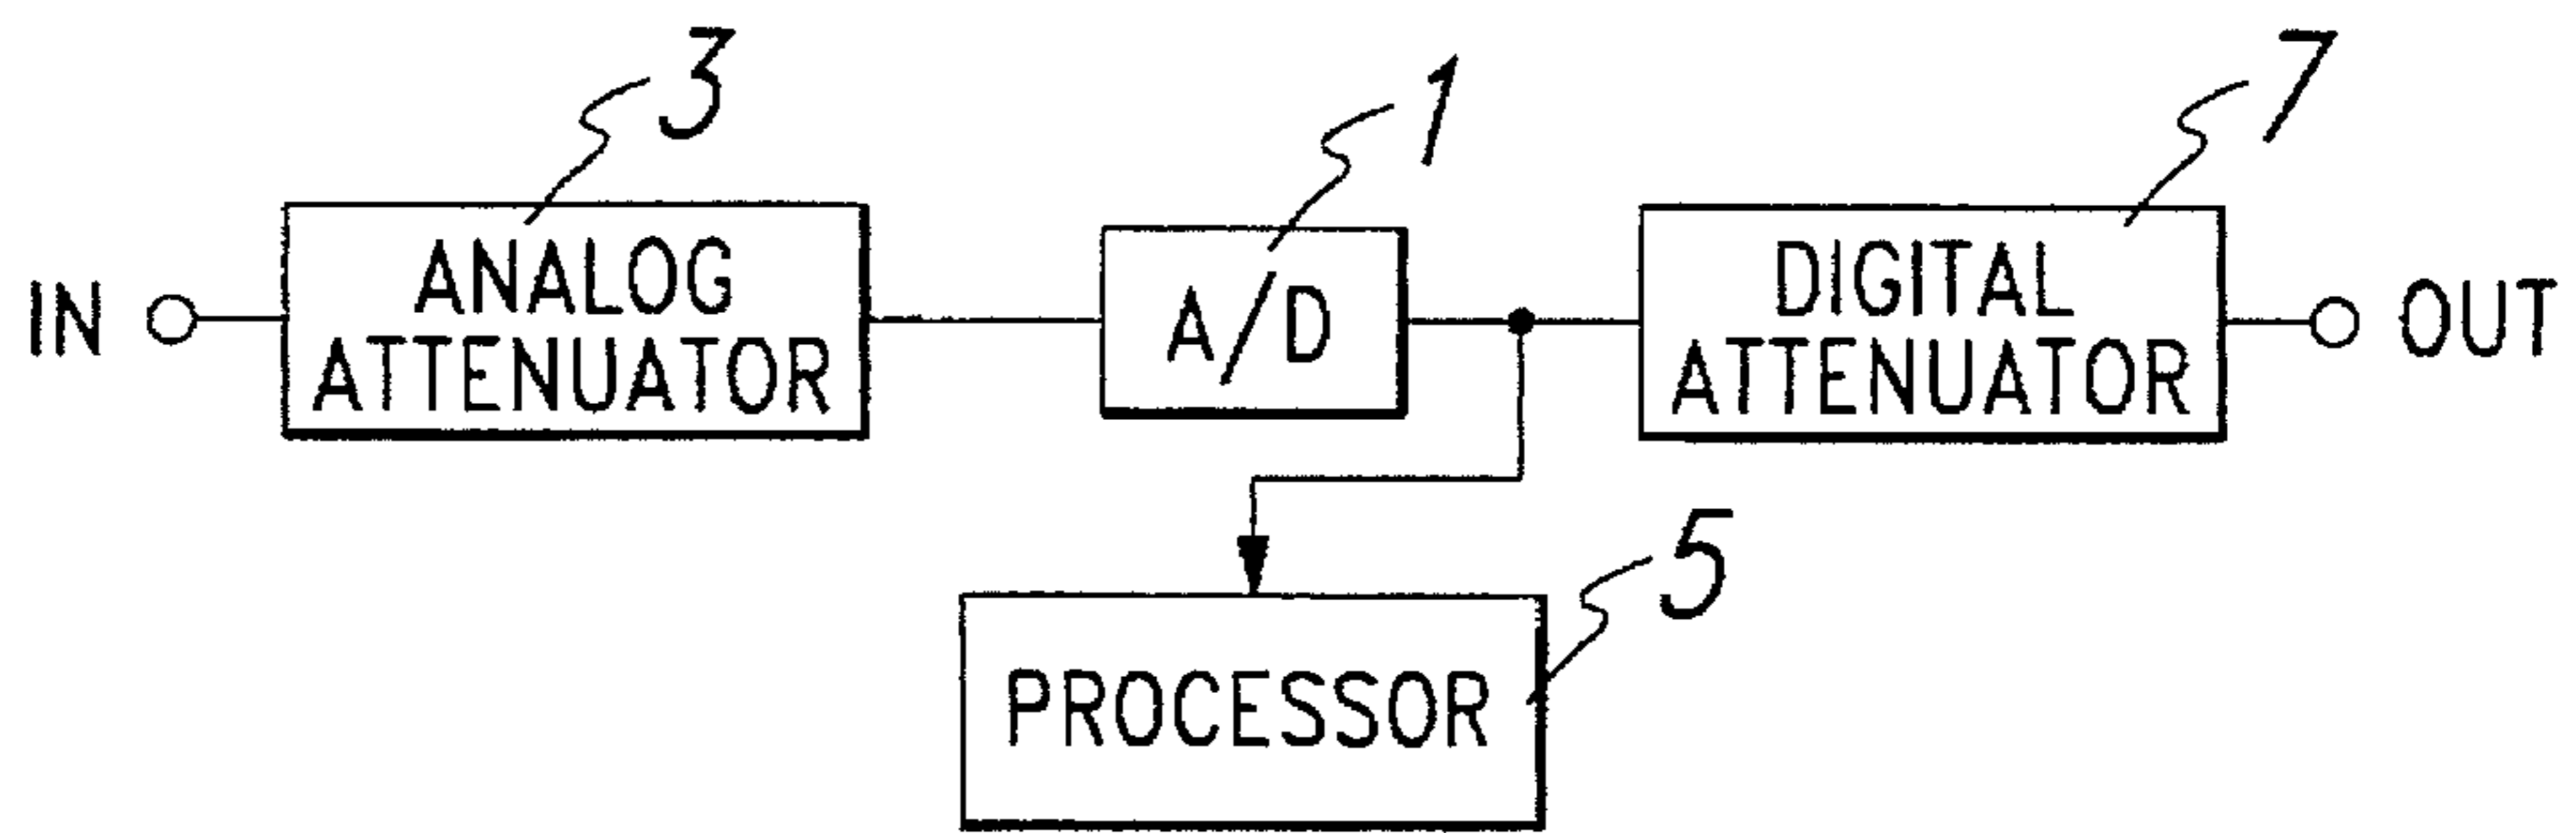 3
1
7
IN
ANALOG
ATTENUATOR
A/D
DIGITAL
ATTENUATOR
OUT
5
PROCESSOR